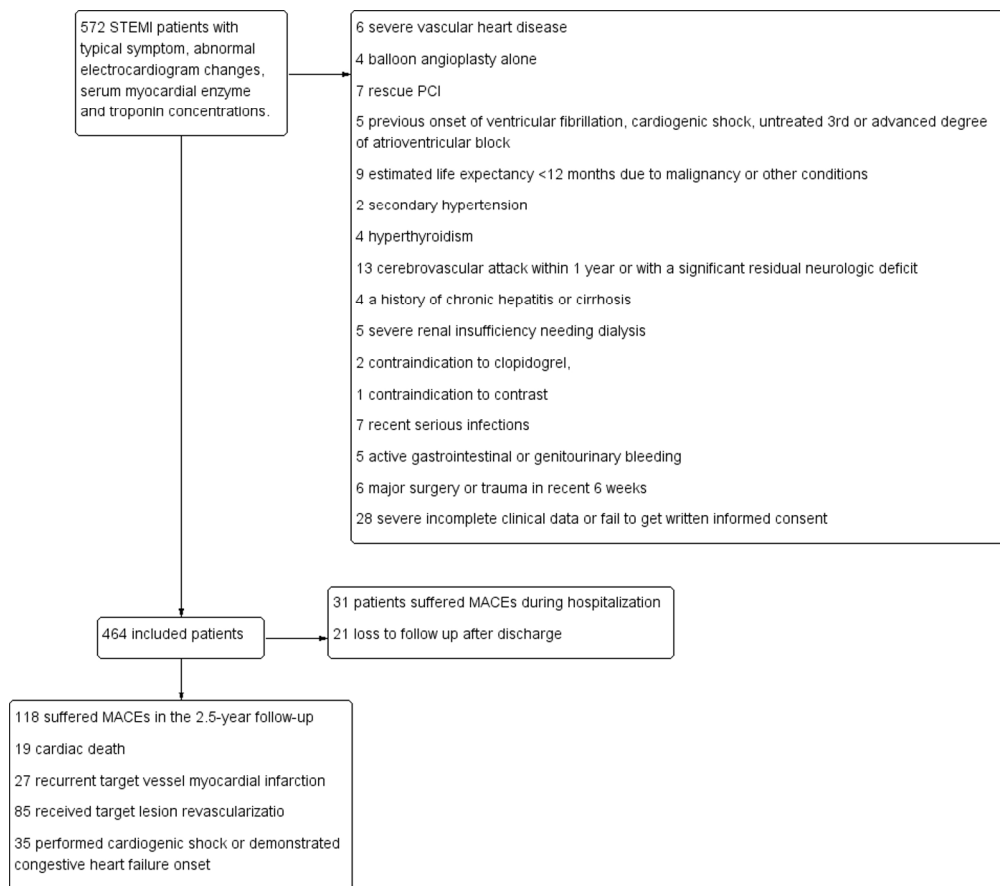 572 STEMI patients with
typical symptom, abnormal
electrocardiogram changes,
serum myocardial enzyme
and troponin concentrations.
6 severe vascular heart disease
4 balloon angioplasty alone
7 rescue PCI
5 previous onset of ventricular fibrillation, cardiogenic shock, untreated 3rd or advanced degree
of atrioventricular block
9 estimated life expectancy <12 months due to malignancy or other conditions
2 secondary hypertension
4 hyperthyroidism
13 cerebrovascular attack within 1 year or with a significant residual neurologic deficit
4 a history of chronic hepatitis or cirrhosis
5 severe renal insufficiency needing dialysis
2 contraindication to clopidogrel,
1 contraindication to contrast
7 recent serious infections
5 active gastrointestinal or genitourinary bleeding
6 major surgery or trauma in recent 6 weeks
28 severe incomplete clinical data or fail to get written informed consent
464 included patients
31 patients suffered MACEs during hospitalization
21 loss to follow up after discharge
118 suffered MACEs in the 2.5-year follow-up
19 cardiac death
27 recurrent target vessel myocardial infarction
85 received target lesion revascularizatio
35 performed cardiogenic shock or demonstrated
congestive heart failure onset